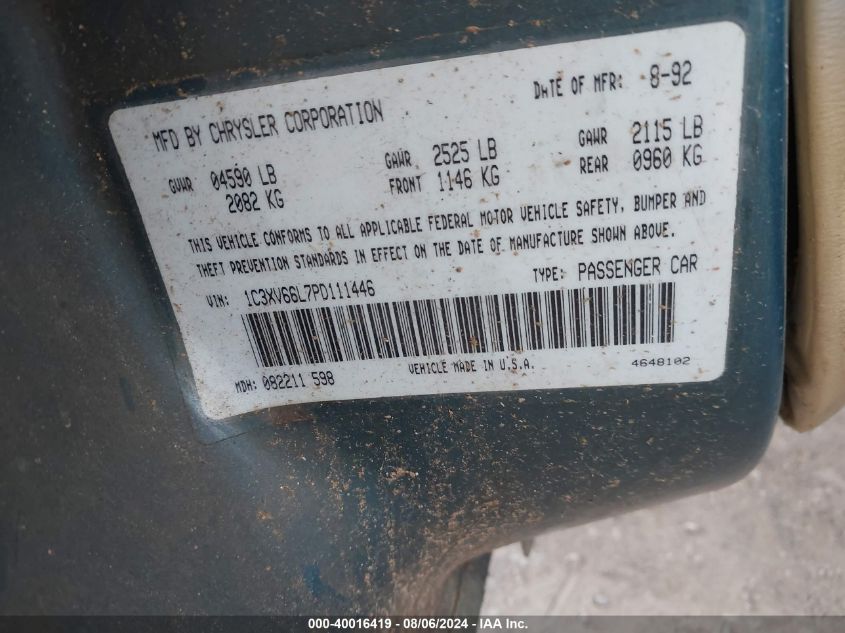 MFD BY CHRYSLER CORPORATION DATE OF MFR: 8-92
GVWR 04590 LB GAWR 2525 LB GAWR 2115 LB
2082 KG FRONT 1146 KG REAR 0960 KG
THIS VEHICLE CONFORMS TO ALL APPLICABLE FEDERAL MOTOR VEHICLE SAFETY, BUMPER AND
THEFT PREVENTION STANDARDS IN EFFECT ON THE DATE OF MANUFACTURE SHOWN ABOVE.
VIN: 1C3XV66L7PD111446 TYPE: PASSENGER CAR
MDH: 082211 598 VEHICLE MADE IN U.S.A. 4648102
000-40016419 - 08/06/2024 - IAA Inc.